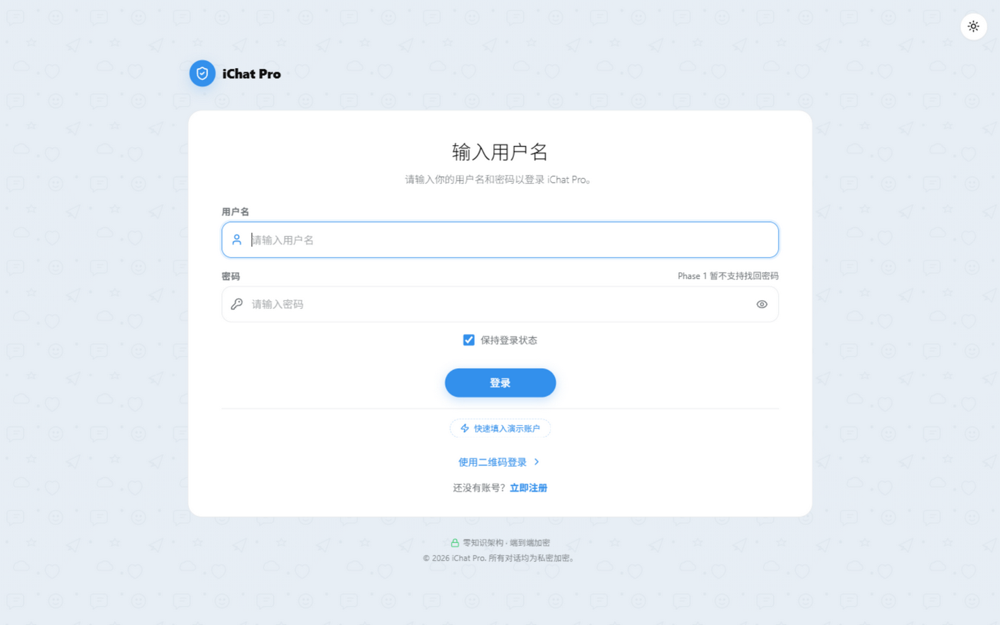 iChat Pro
输入用户名
请输入你的用户名和密码以登录 iChat Pro。
用户名
请输入用户名
密码
Phase 1 暂不支持找回密码
请输入密码
保持登录状态
登录
快速填入演示账户
使用二维码登录
还没有账号？立即注册
零知识架构 · 端到端加密
© 2026 iChat Pro. 所有对话均为私密加密。